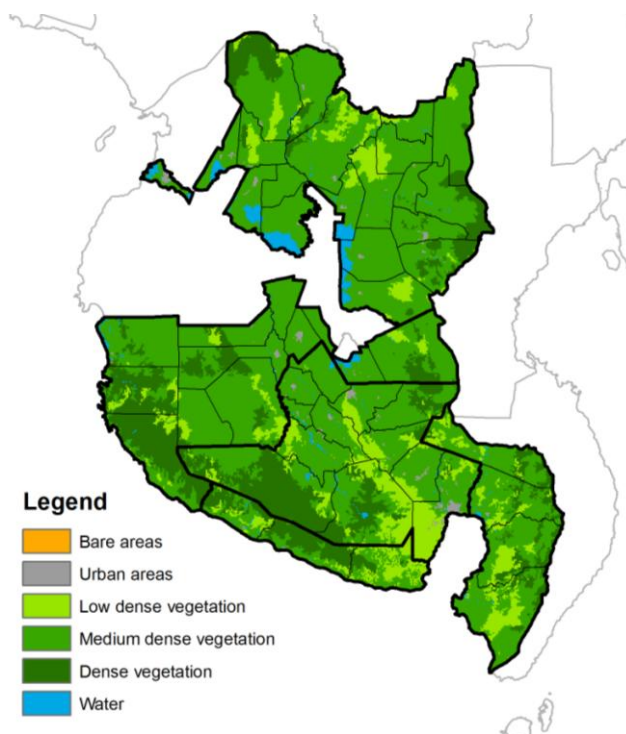 Legend
Bare areas
Urban areas
Low dense vegetation
Medium dense vegetation
Dense vegetation
Water